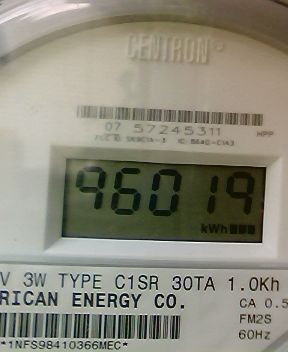 CENTRON®
07 57245311 HPP
96019
kWh
V 3W TYPE C1SR 30TA 1.0Kh
RICAN ENERGY CO. CA 0.5
FM2S
60Hz
*1NFS98410366MEC*